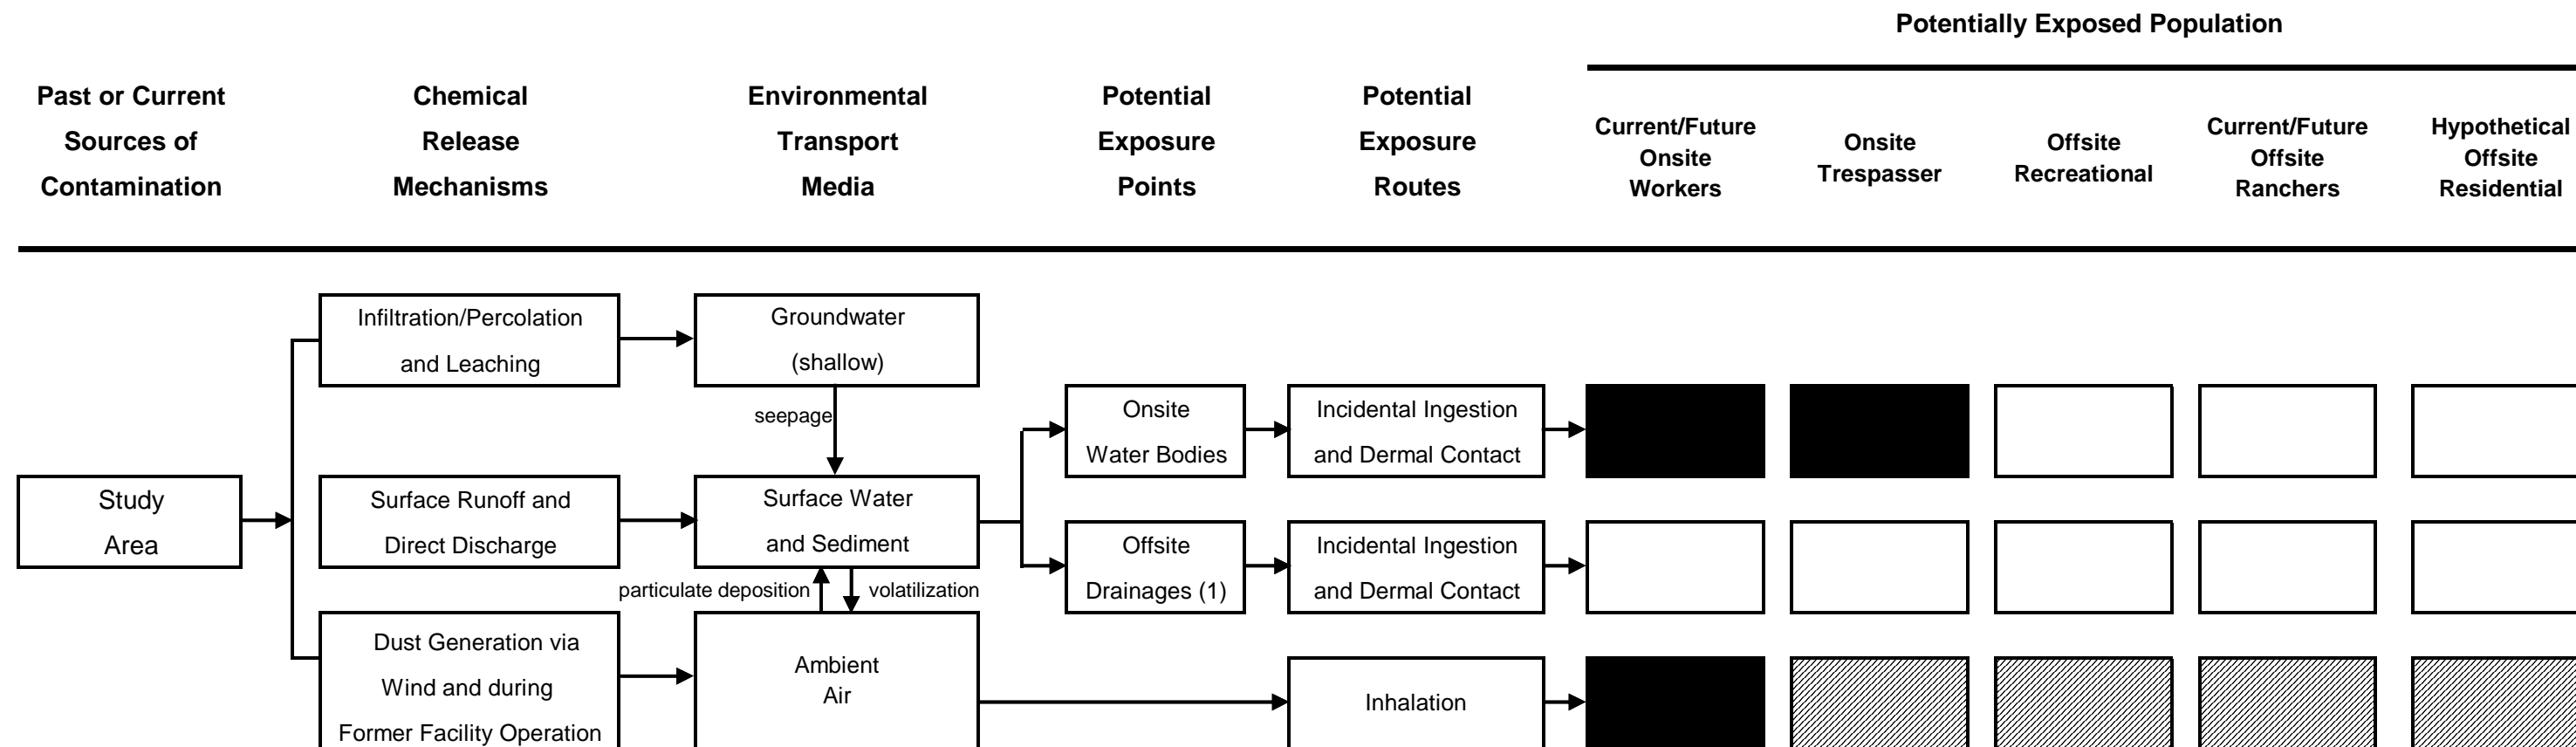 Potentially Exposed Population
Past or Current
Sources of
Contamination
Chemical
Release
Mechanisms
Environmental
Transport
Media
Potential
Exposure
Points
Potential
Exposure
Routes
Current/Future
Onsite
Workers
Onsite
Trespasser
Offsite
Recreational
Current/Future
Offsite
Ranchers
Hypothetical
Offsite
Residential
Infiltration/Percolation
and Leaching
Groundwater
(shallow)
seepage
Onsite
Water Bodies
Incidental Ingestion
and Dermal Contact
Study
Area
Surface Runoff and
Direct Discharge
Surface Water
and Sediment
Offsite
Drainages (1)
Incidental Ingestion
and Dermal Contact
particulate deposition
volatilization
Dust Generation via
Wind and during
Former Facility Operation
Ambient
Air
Inhalation